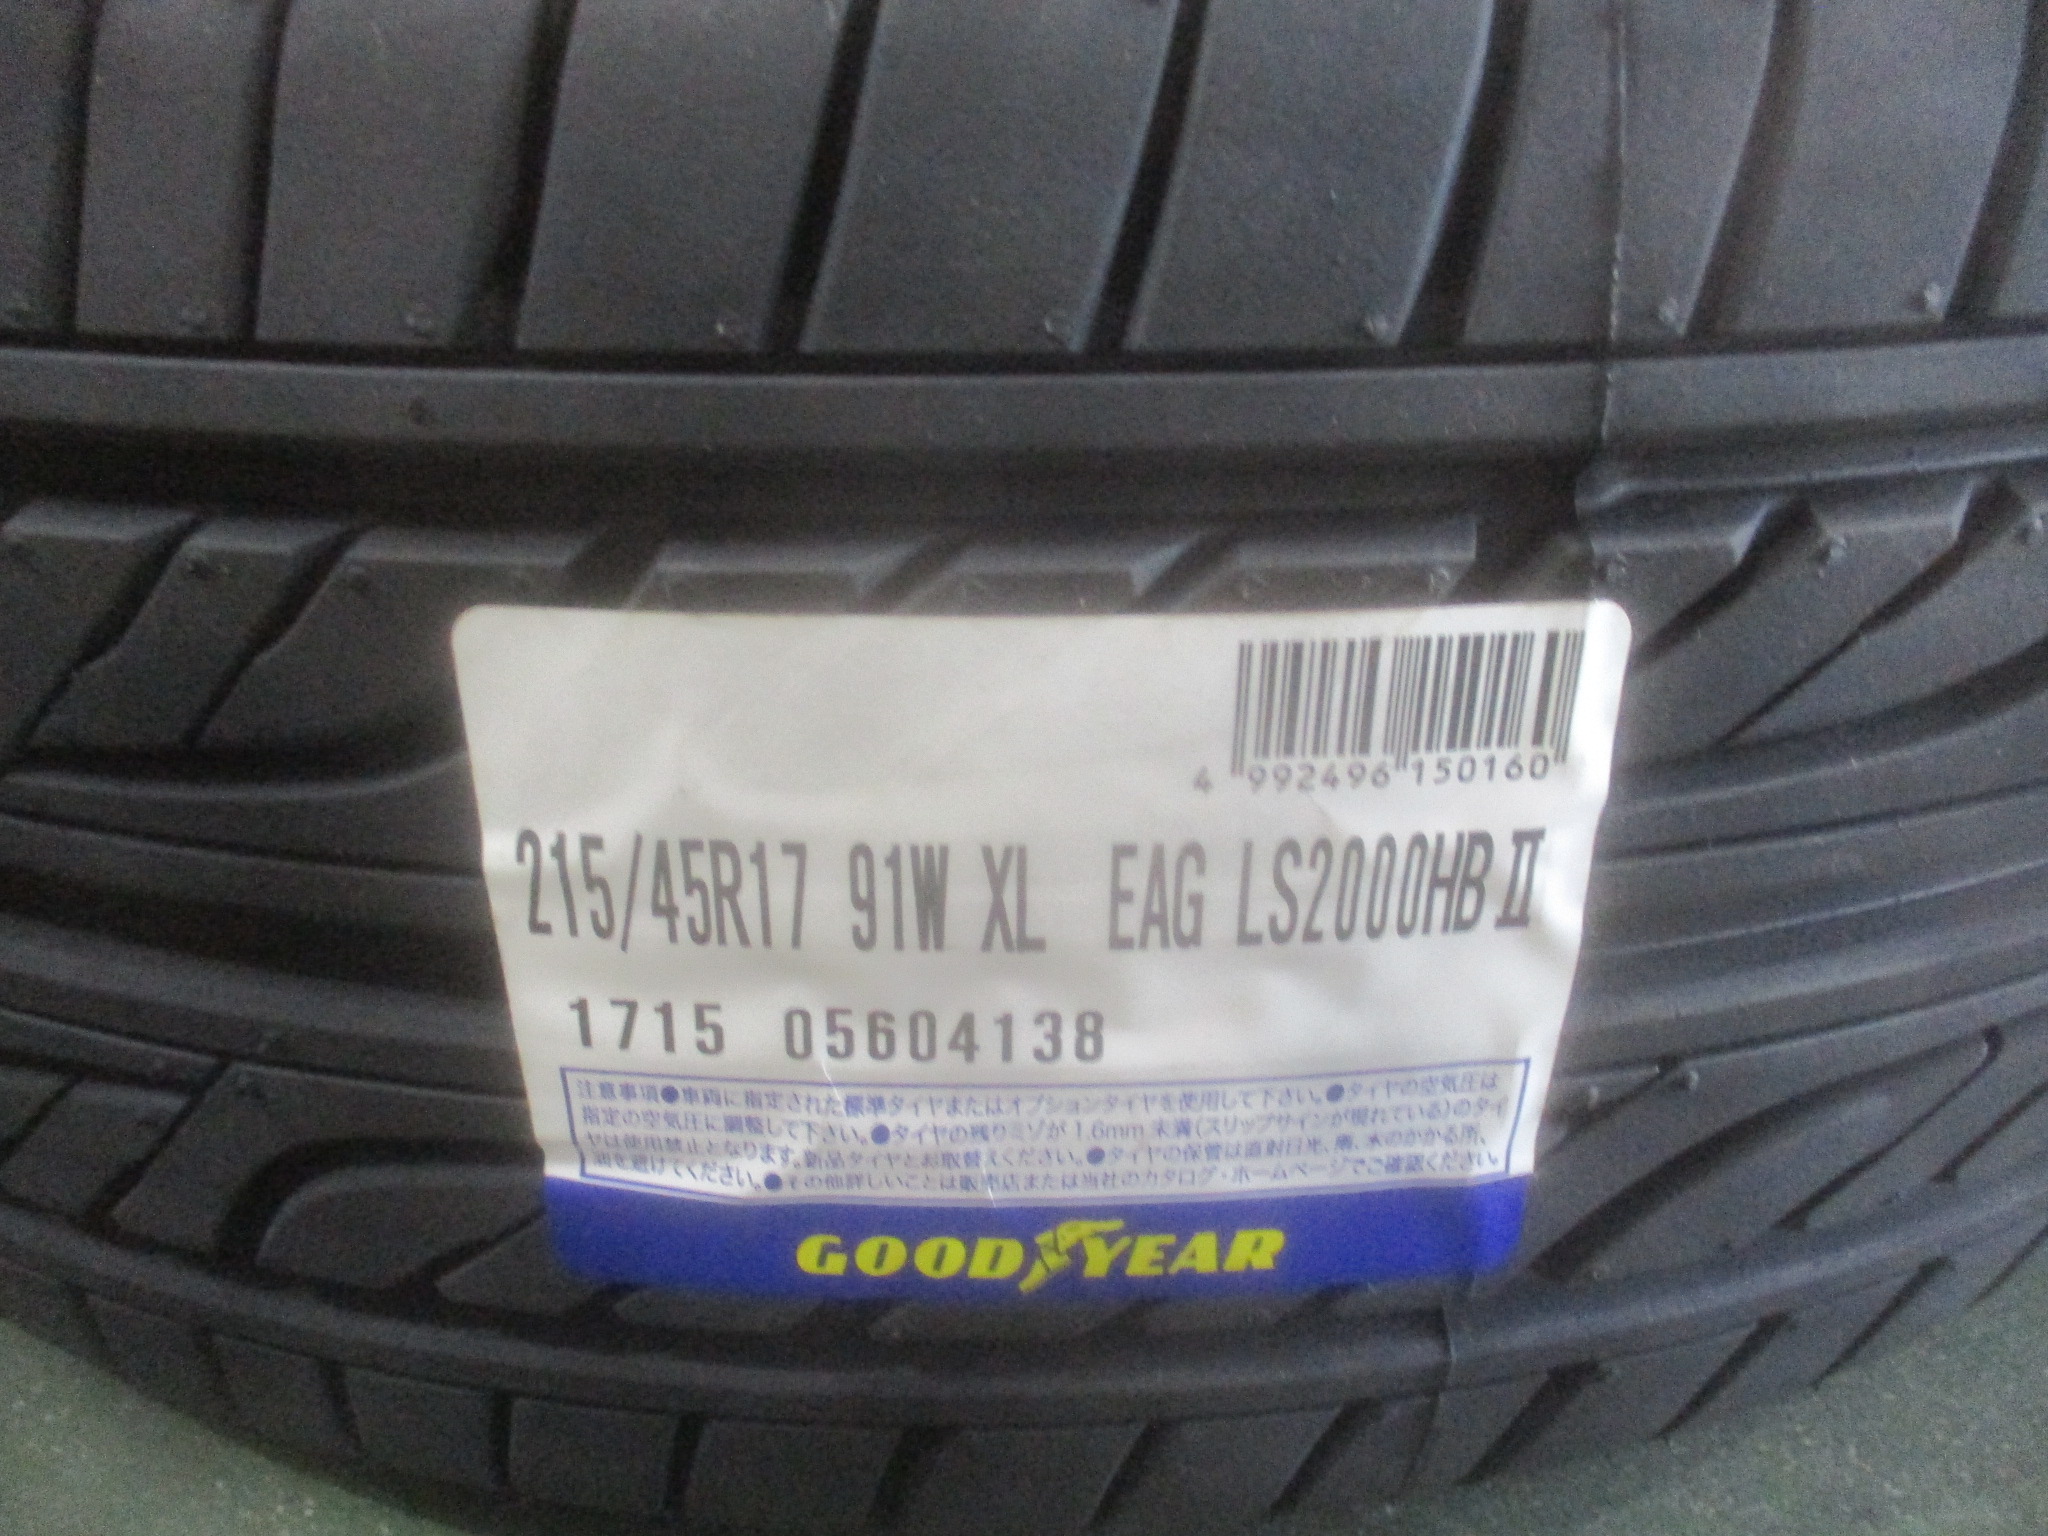 4 992496 150160
215/45R17 91W XL EAG LS2000HBⅡ
1715 05604138
注意事項●車両に指定された標準タイヤまたはオプションタイヤを使用して下さい。●タイヤの空気圧は
指定の空気圧に調整して下さい。●タイヤの残りミゾが1.6mm未満(スリップサインが現れている)のタイ
ヤは使用禁止となります。新品タイヤとお取替えください。●タイヤの保管は直射日光、雨、水のかかる所、
油を避けてください。●その他詳しいことは販売店または当社のカタログ・ホームページでご確認ください。
GOODYEAR